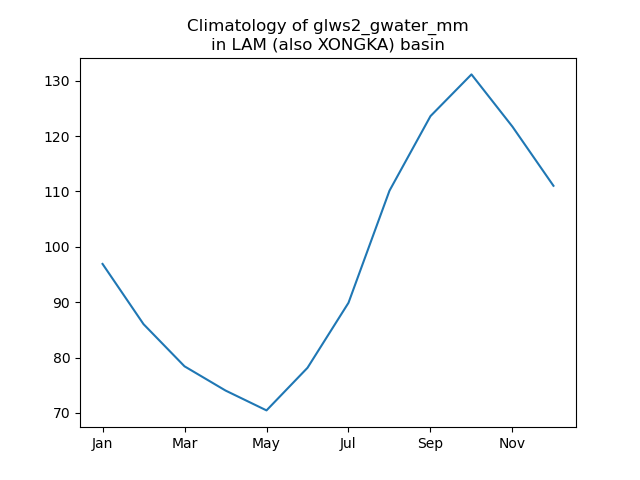 Climatology of glws2_gwater_mm
in LAM (also XONGKA) basin
130
120
110
100
90
80
70
Jan Mar May Jul Sep Nov